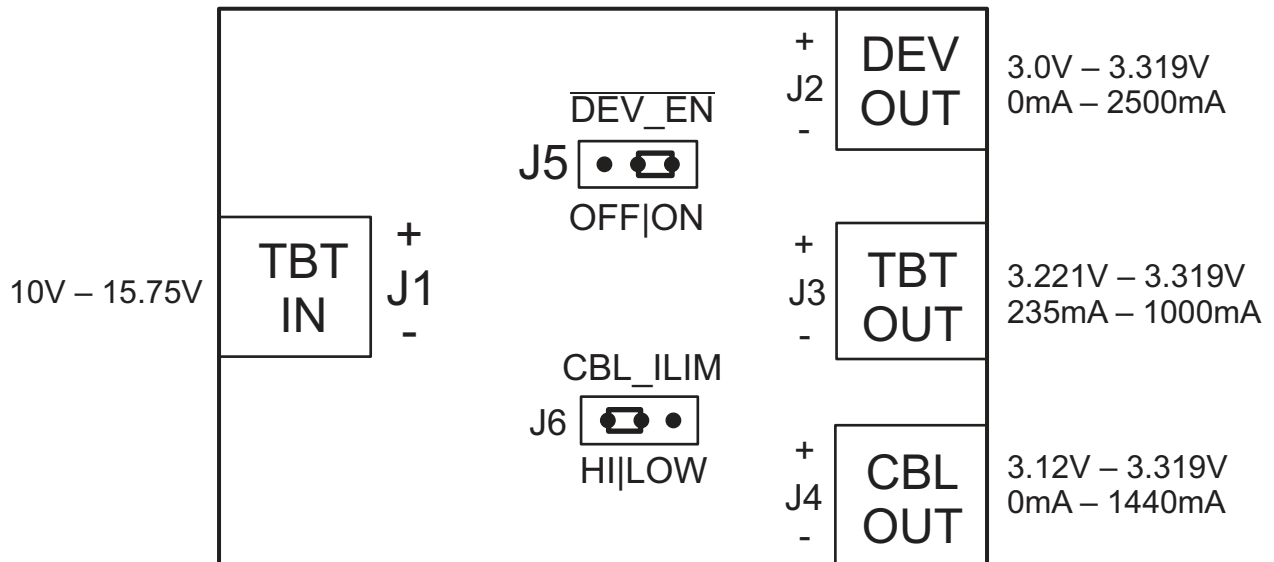 +
J2
-
DEV
OUT
3.0V – 3.319V
0mA – 2500mA
DEV_EN
J5
OFF|ON
10V – 15.75V
TBT
IN
+
J1
-
+
J3
-
TBT
OUT
3.221V – 3.319V
235mA – 1000mA
CBL_ILIM
J6
HI|LOW
+
J4
-
CBL
OUT
3.12V – 3.319V
0mA – 1440mA